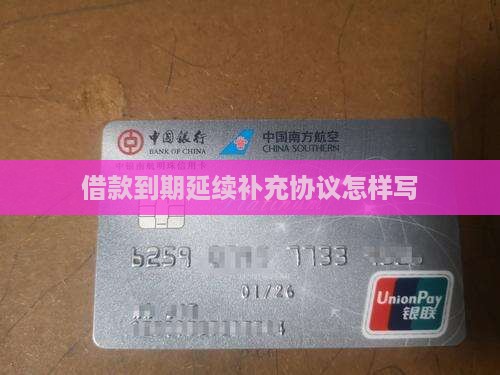 中国银行
BANK OF CHINA
中国南方航空
CHINA SOUTHERN
借款到期延续补充协议怎样写
6259 7733
01/26
UnionPay
银联